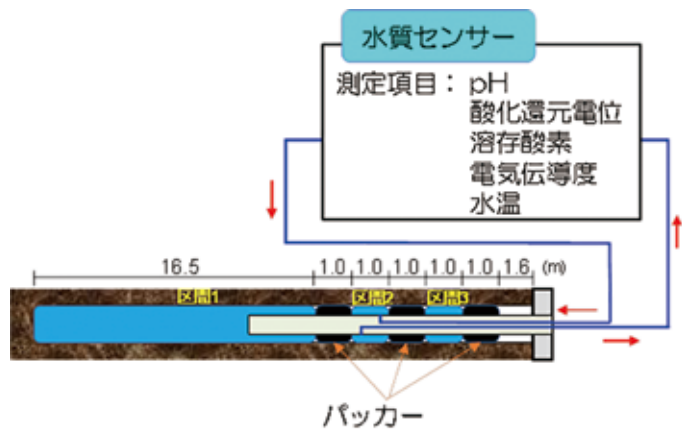 水質センサー
測定項目： pH
酸化還元電位
溶存酸素
電気伝導度
水温
16.5 1.0 1.0 1.0 1.0 1.0 1.6 (m)
区間1 区間2 区間3
パッカー